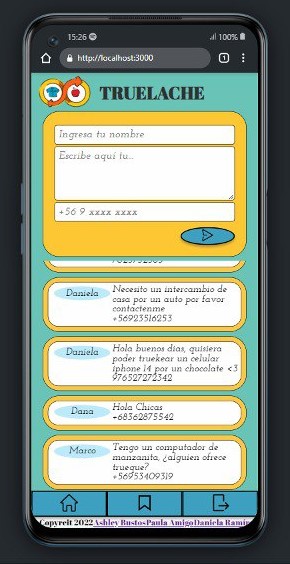 15:26
100%
http://localhost:3000
1
TRUELACHE
Ingresa tu nombre
Escribe aquí tu...
+56 9 xxxx xxxx
Daniela
Necesito un intercambio de
casa por un auto por favor
contactenme
+56923516253
Daniela
Hola buenos dias, quisiera
poder truekear un celular
iphone 14 por un chocolate <3
976527272342
Dana
Hola Chicas
+68362875542
Marco
Tengo un computador de
manzanita, ¿alguien ofrece
trueque?
+56953409319
Copyreit 2022 Ashley Bustos Paula Amigo Daniela Ramir